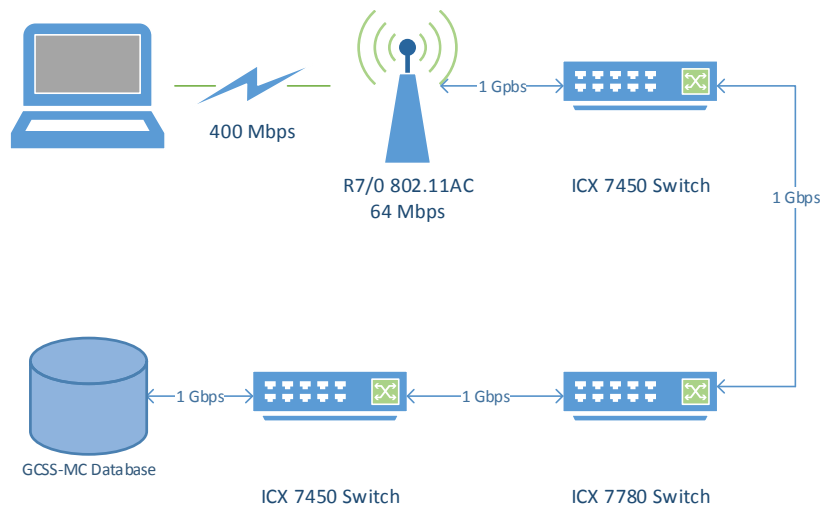 400 Mbps
R7/0 802.11AC
64 Mbps
1 Gpbs
ICX 7450 Switch
1 Gbps
GCSS-MC Database
1 Gbps
ICX 7450 Switch
1 Gbps
ICX 7780 Switch